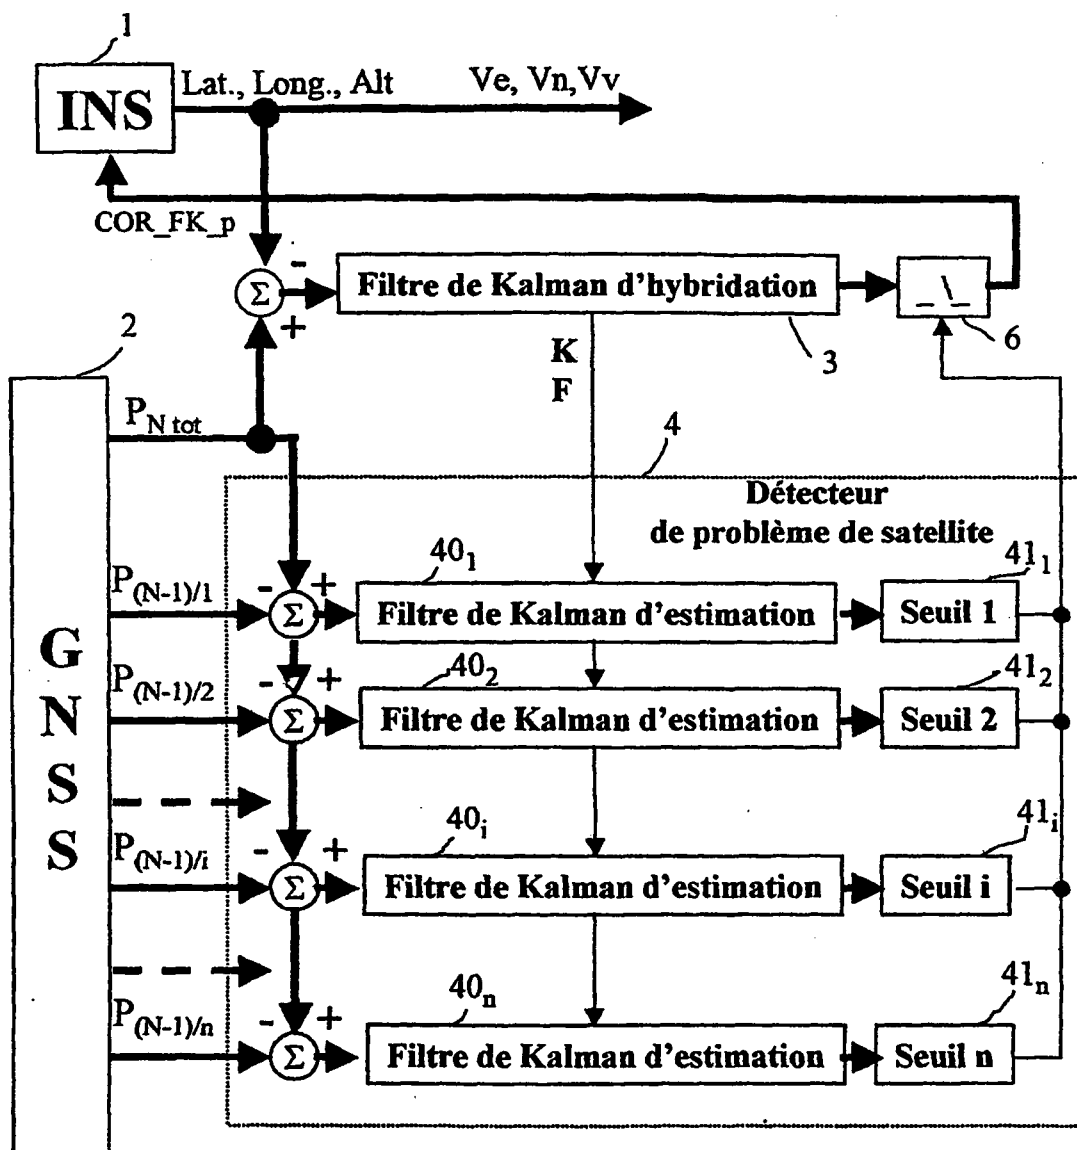 1
INS
Lat., Long., Alt
Ve, Vn, Vv
COR_FK_p
-
Σ
+
Filtre de Kalman d'hybridation
3
6
2
K
F
P_{N tot}
4
Détecteur
de problème de satellite
GNSS
P_{(N-1)/1}
-
+
Σ
40_1
Filtre de Kalman d'estimation
41_1
Seuil 1
P_{(N-1)/2}
-
+
Σ
40_2
Filtre de Kalman d'estimation
41_2
Seuil 2
P_{(N-1)/i}
-
+
Σ
40_i
Filtre de Kalman d'estimation
41_i
Seuil i
P_{(N-1)/n}
-
+
Σ
40_n
Filtre de Kalman d'estimation
41_n
Seuil n